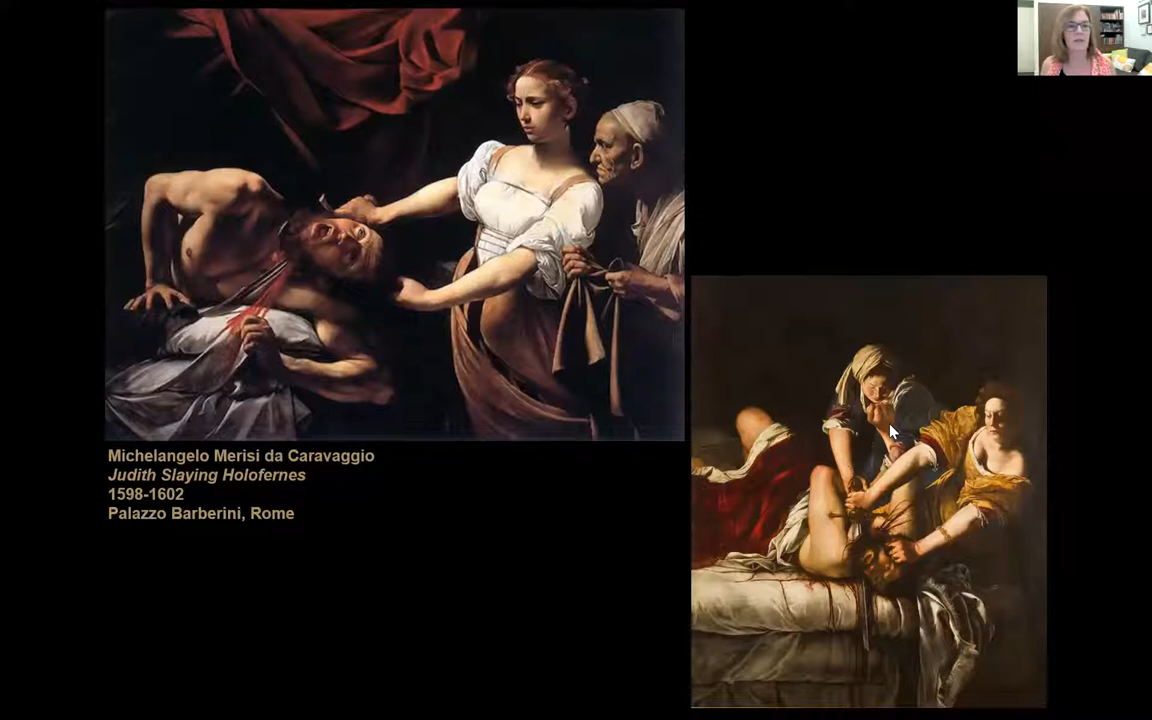 Michelangelo Merisi da Caravaggio
Judith Slaying Holofernes
1598-1602
Palazzo Barberini, Rome